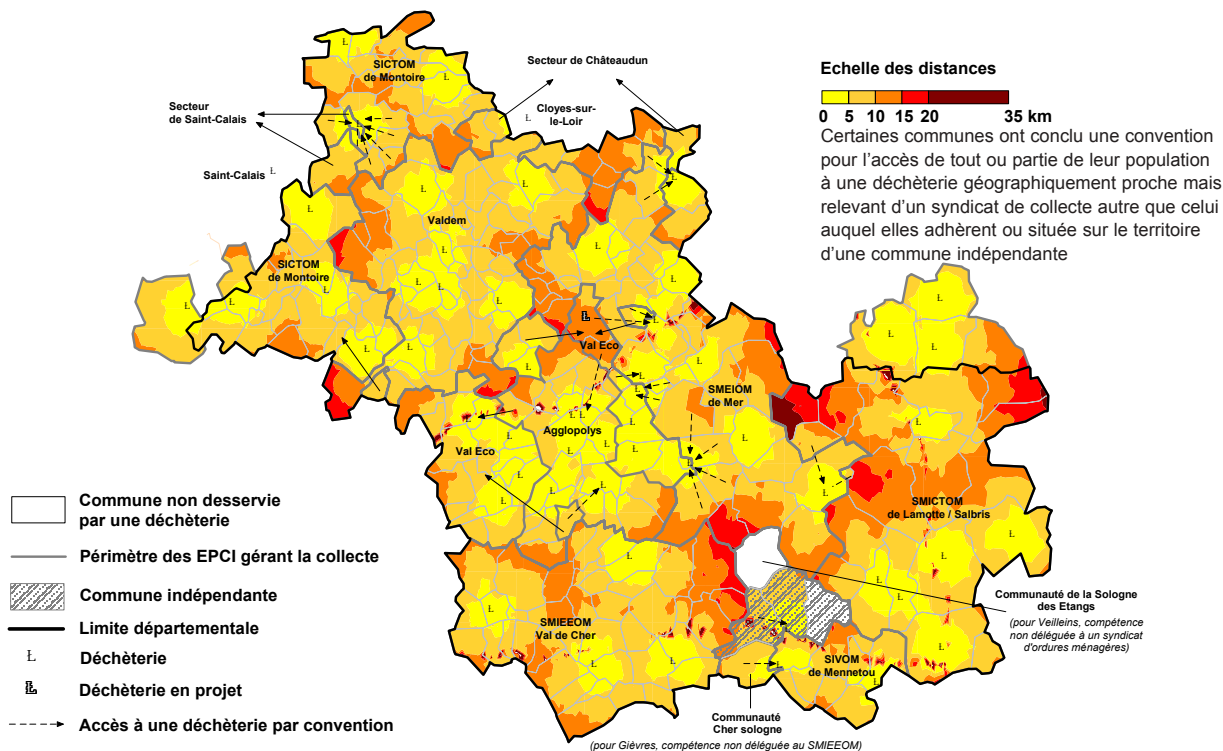 SICTOM
de Montoire
Secteur de Châteaudun
Secteur
de Saint-Calais
Cloyes-sur-
le-Loir
Saint-Calais
Valdem
SICTOM
de Montoire
Val Eco
SMEIOM
de Mer
Agglopolys
Val Eco
SMICTOM
de Lamotte / Salbris
SMIEEOM
Val de Cher
SIVOM
de Mennetou
Communauté de la Sologne
des Etangs
(pour Veilleins, compétence
non déléguée à un syndicat
d'ordures ménagères)
Communauté
Cher sologne
(pour Gièvres, compétence non déléguée au SMIEEOM)
Echelle des distances
0 5 10 15 20 35 km
Certaines communes ont conclu une convention
pour l'accès de tout ou partie de leur population
à une déchèterie géographiquement proche mais
relevant d'un syndicat de collecte autre que celui
auquel elles adhèrent ou située sur le territoire
d'une commune indépendante
Commune non desservie
par une déchèterie
Périmètre des EPCI gérant la collecte
Commune indépendante
Limite départementale
Ł Déchèterie
Ł Déchèterie en projet
Accès à une déchèterie par convention